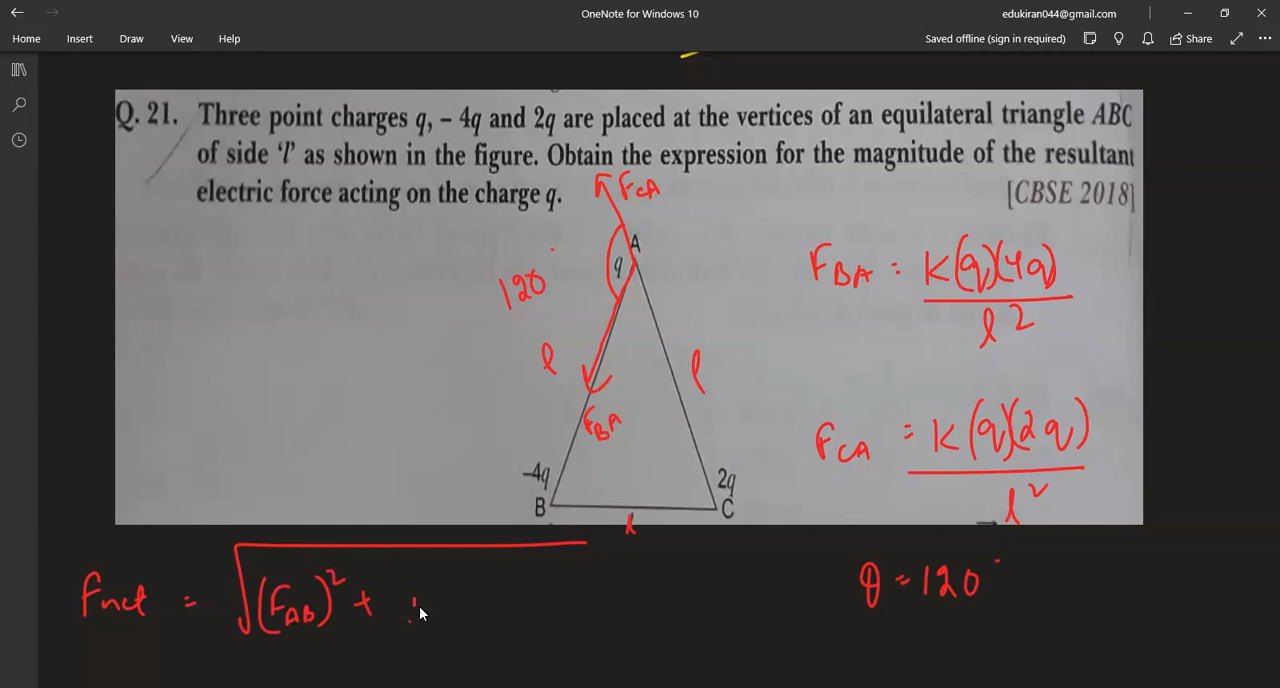 OneNote for Windows 10
edukiran044@gmail.com
Home Insert Draw View Help
Saved offline (sign in required) Share
Q. 21. Three point charges q, – 4q and 2q are placed at the vertices of an equilateral triangle ABC
of side ‘l’ as shown in the figure. Obtain the expression for the magnitude of the resultant
electric force acting on the charge q. [CBSE 2018]
FCA
A
q
120°
l
l
FBA
-4q
B
2q
C
l
FBA = K(q)(4q)
l2
FCA = K(q)(2q)
l2
Fnet = √(FAB)2 +
θ = 120°